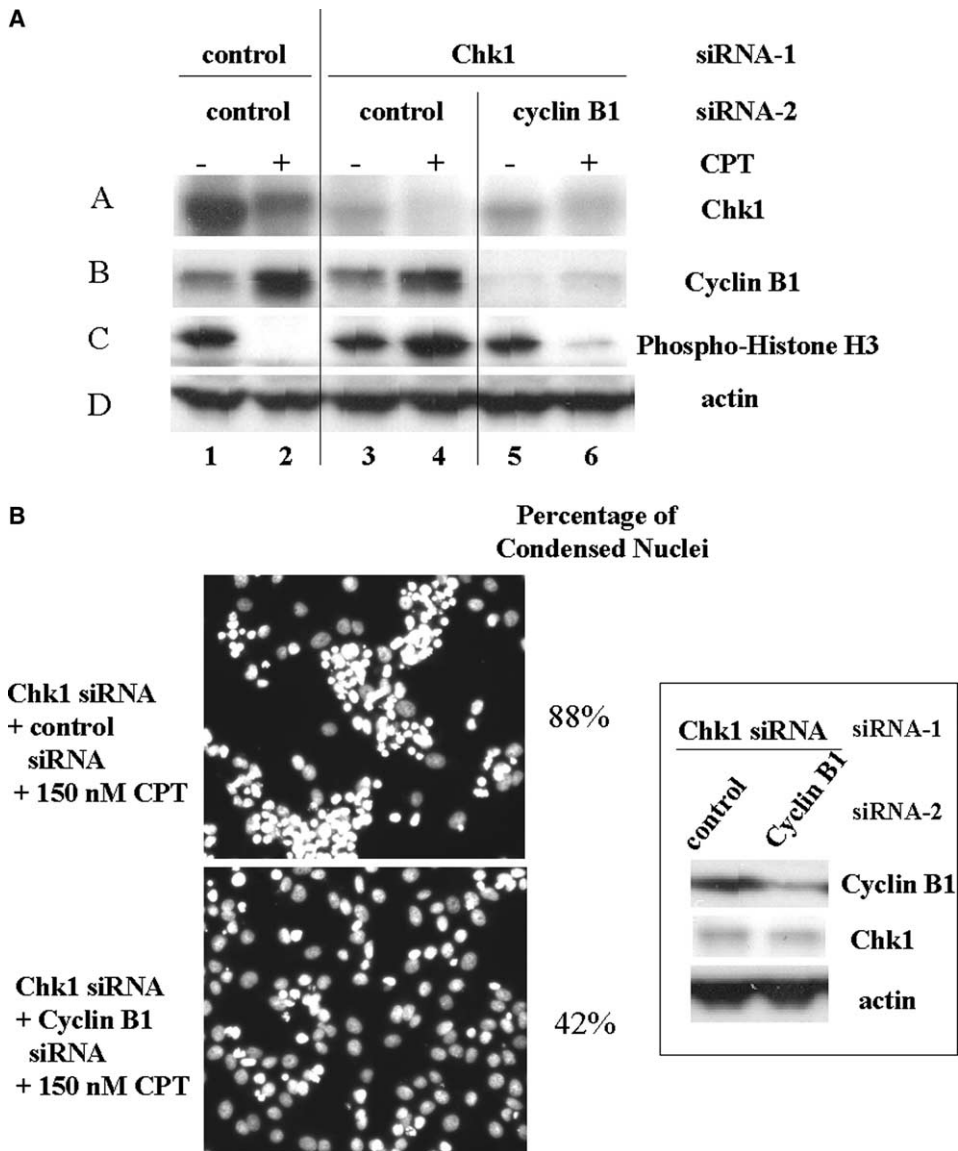 A
control Chk1 siRNA-1
control control cyclin B1 siRNA-2
- + - + - + CPT
A Chk1
B Cyclin B1
C Phospho-Histone H3
D actin
1 2 3 4 5 6
B
Percentage of
Condensed Nuclei
Chk1 siRNA
+ control
siRNA
+ 150 nM CPT
88%
Chk1 siRNA
+ Cyclin B1
siRNA
+ 150 nM CPT
42%
Chk1 siRNA siRNA-1
control Cyclin B1 siRNA-2
Cyclin B1
Chk1
actin